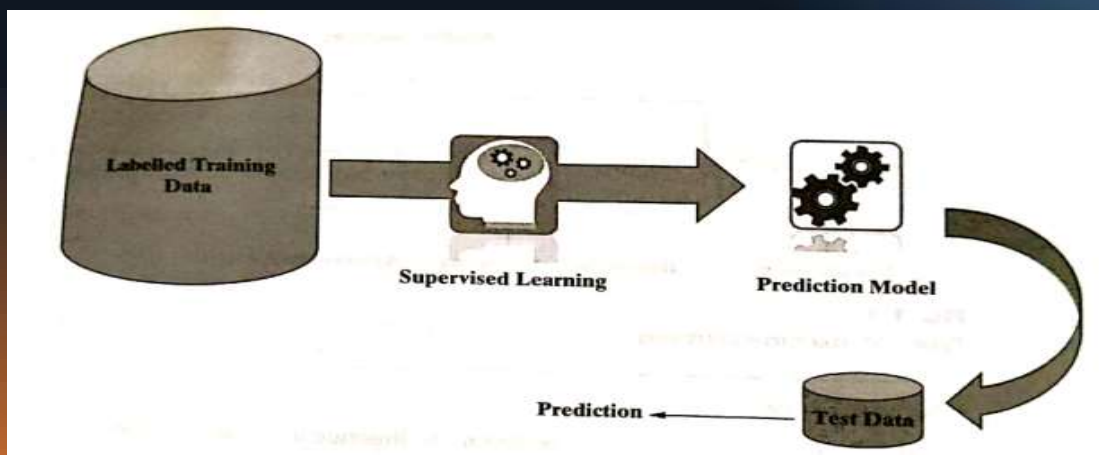 Labelled Training
Data
Supervised Learning
Prediction Model
Prediction
Test Data